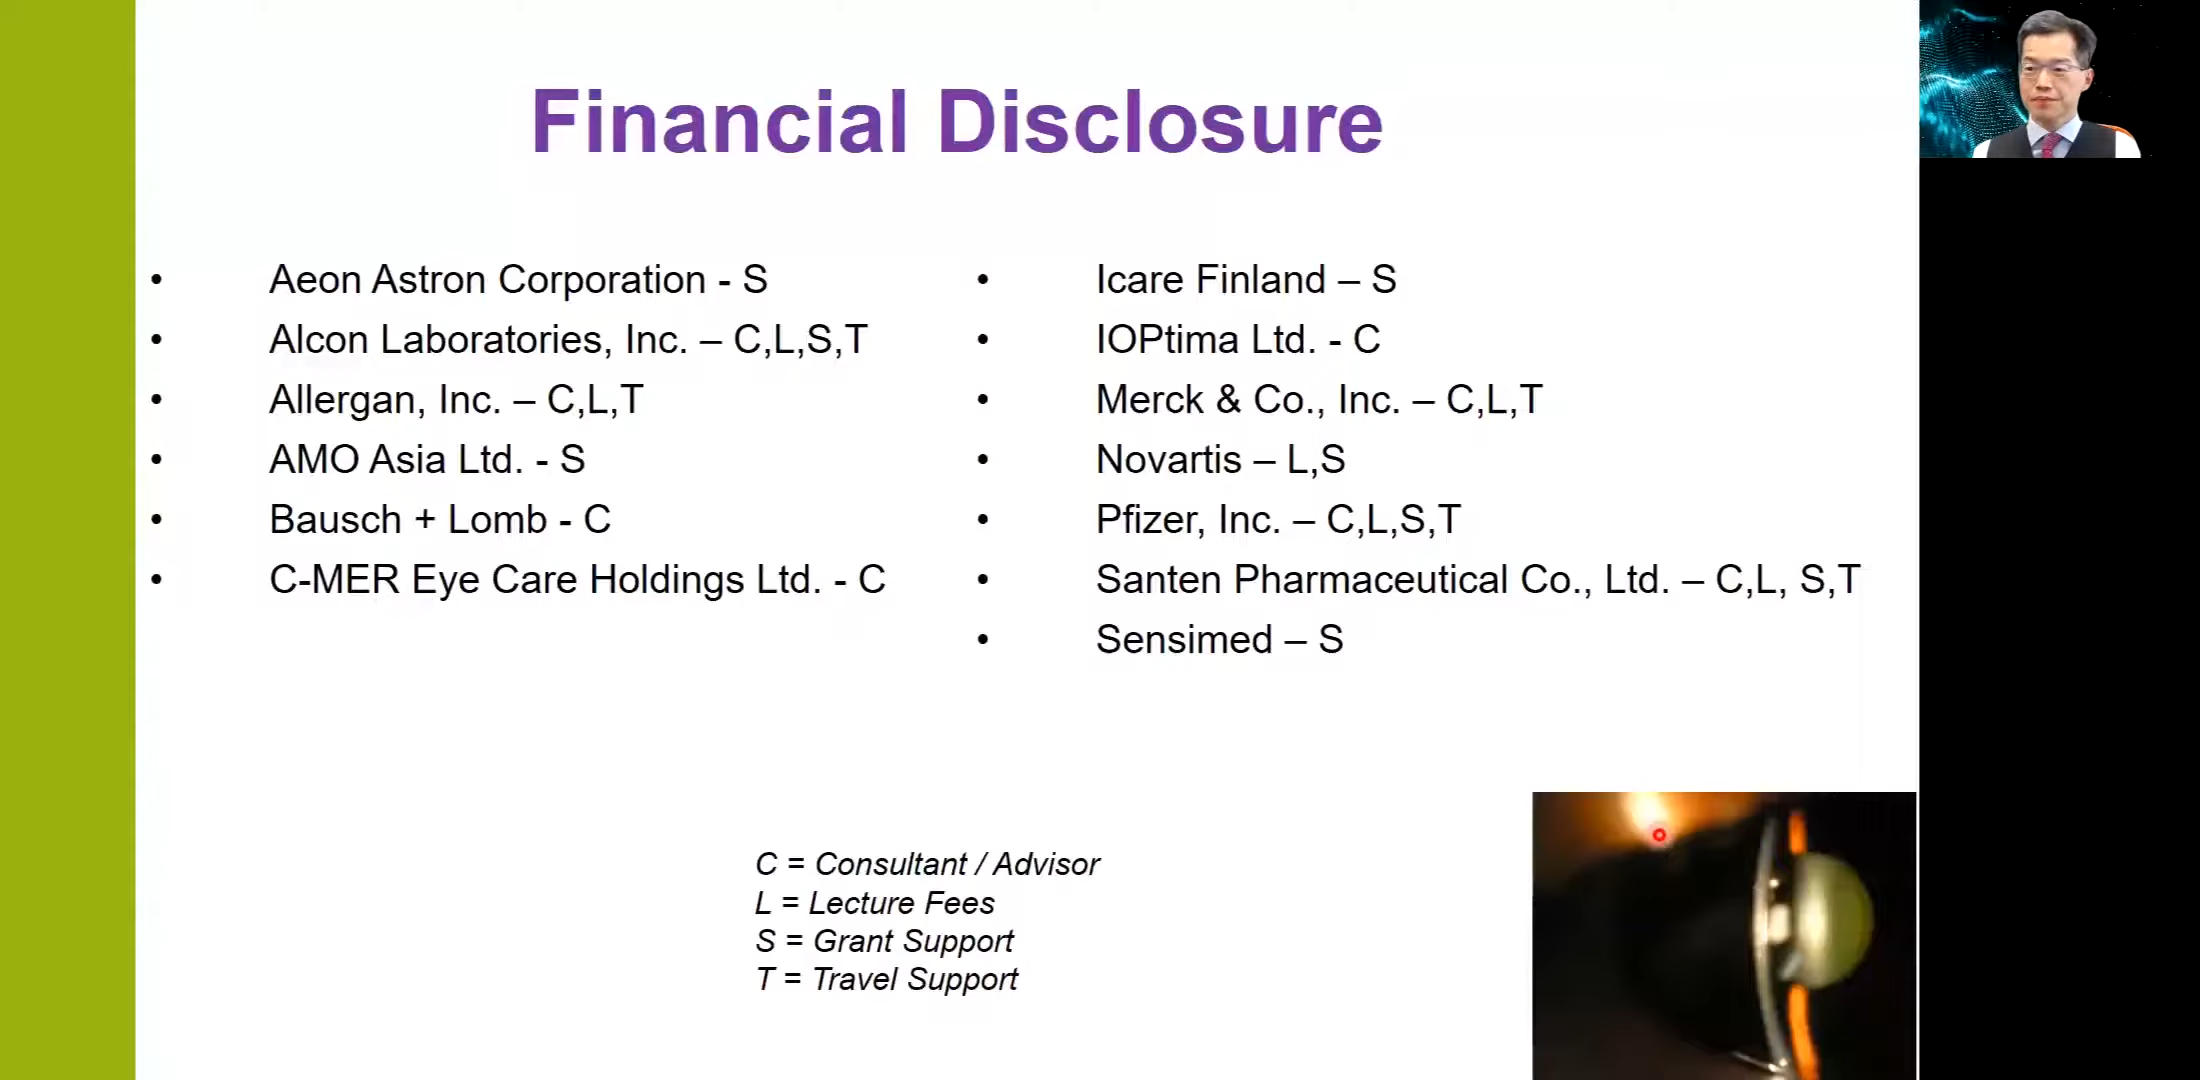 Financial Disclosure
• Aeon Astron Corporation - S
• Alcon Laboratories, Inc. – C,L,S,T
• Allergan, Inc. – C,L,T
• AMO Asia Ltd. - S
• Bausch + Lomb - C
• C-MER Eye Care Holdings Ltd. - C
• Icare Finland – S
• IOPtima Ltd. - C
• Merck & Co., Inc. – C,L,T
• Novartis – L,S
• Pfizer, Inc. – C,L,S,T
• Santen Pharmaceutical Co., Ltd. – C,L, S,T
• Sensimed – S
C = Consultant / Advisor
L = Lecture Fees
S = Grant Support
T = Travel Support